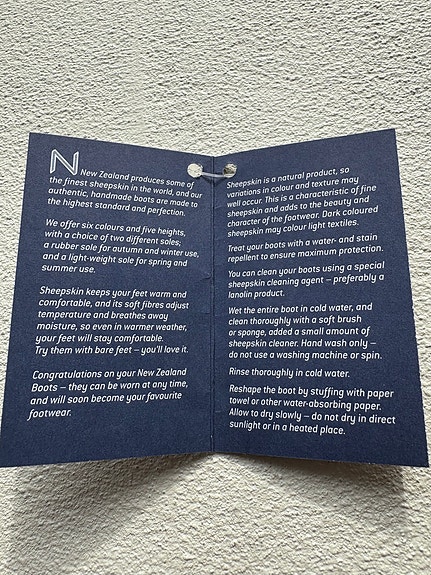 New Zealand produces some of
the finest sheepskin in the world, and our
authentic, handmade boots are made to
the highest standard and perfection.
We offer six colours and five heights,
with a choice of two different soles;
a rubber sole for autumn and winter use,
and a light-weight sole for spring and
summer use.
Sheepskin keeps your feet warm and
comfortable, and its soft fibres adjust
temperature and breathes away
moisture, so even in warmer weather,
your feet will stay comfortable.
Try them with bare feet – you'll love it.
Congratulations on your New Zealand
Boots – they can be worn at any time,
and will soon become your favourite
footwear.
Sheepskin is a natural product, so
variations in colour and texture may
well occur. This is a characteristic of fine
sheepskin and adds to the beauty and
character of the footwear. Dark coloured
sheepskin may colour light textiles.
Treat your boots with a water- and stain
repellent to ensure maximum protection.
You can clean your boots using a special
sheepskin cleaning agent – preferably a
lanolin product.
Wet the entire boot in cold water, and
clean thoroughly with a soft brush
or sponge, added a small amount of
sheepskin cleaner. Hand wash only –
do not use a washing machine or spin.
Rinse thoroughly in cold water.
Reshape the boot by stuffing with paper
towel or other water-absorbing paper.
Allow to dry slowly – do not dry in direct
sunlight or in a heated place.